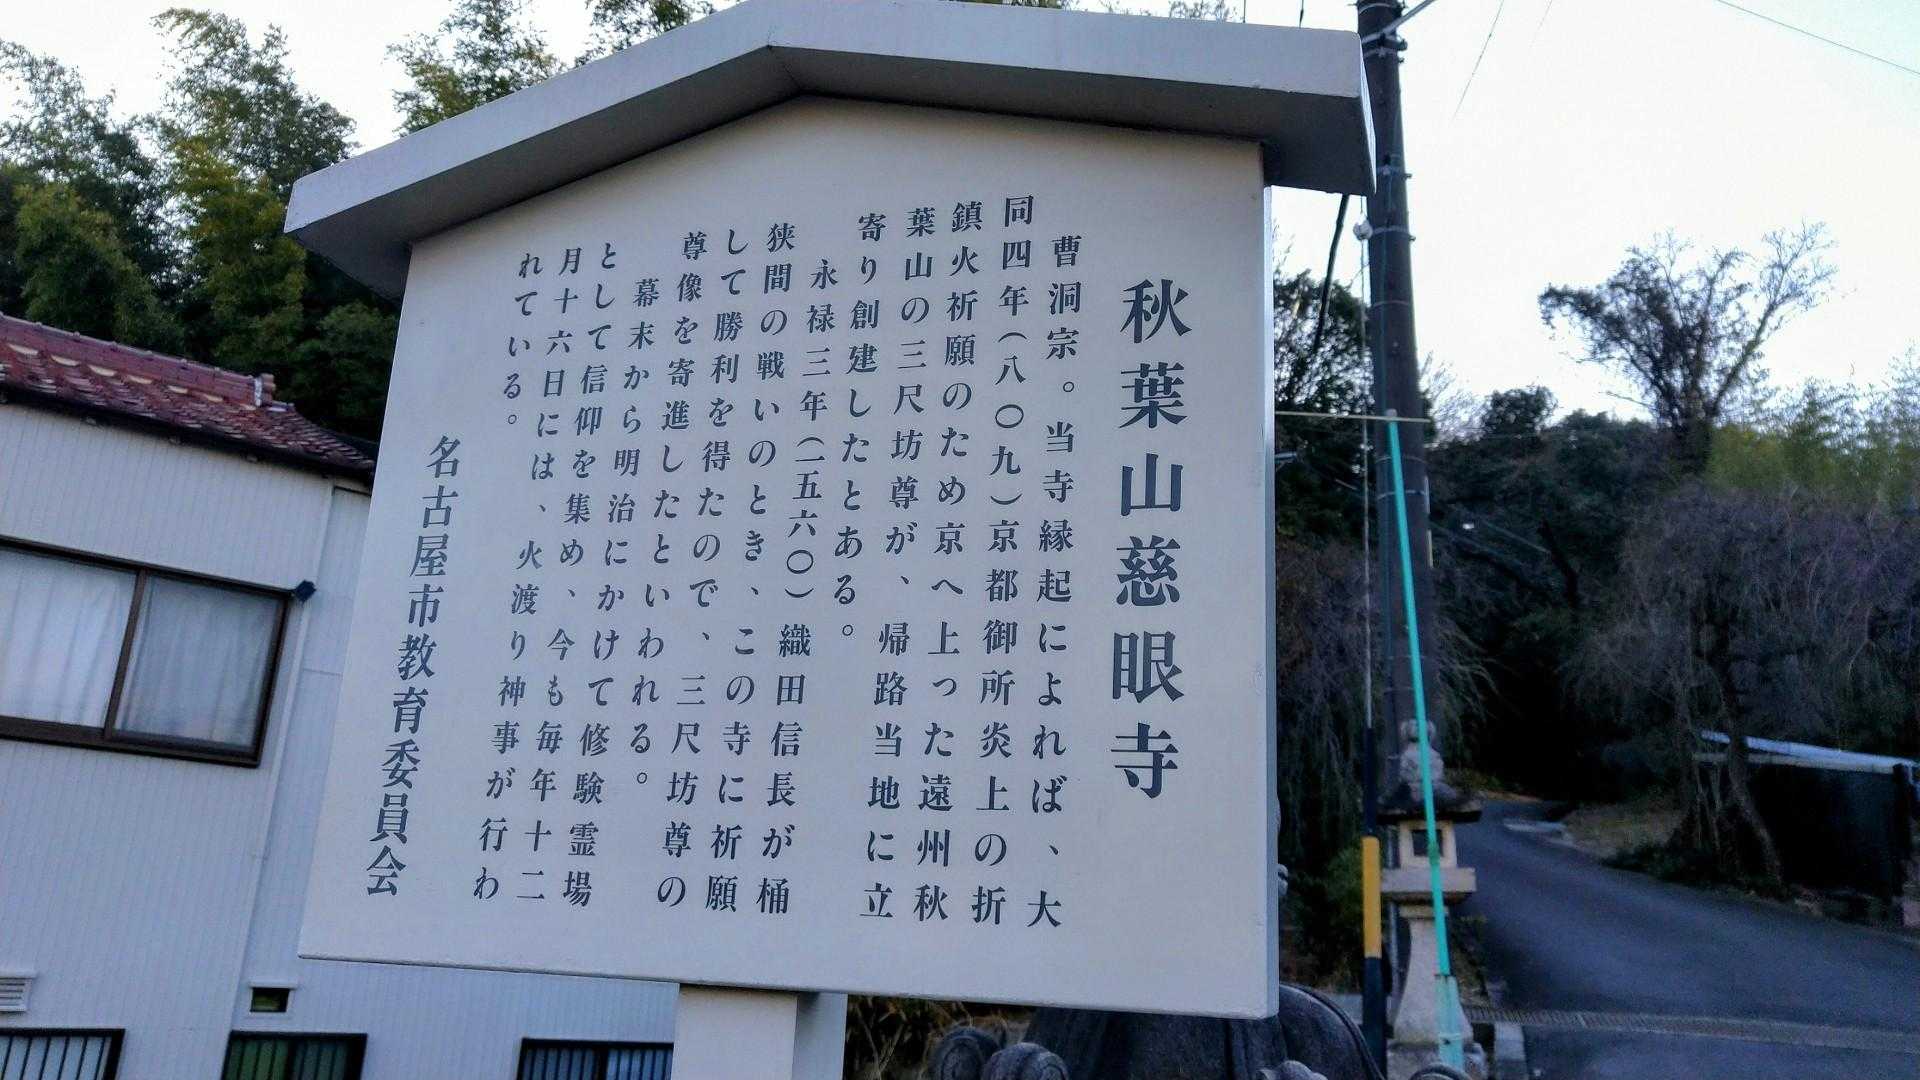 秋葉山慈眼寺
曹洞宗。当寺縁起によれば、大
同四年(八〇九)京都御所炎上の折
鎮火祈願のため京へ上った遠州秋
葉山の三尺坊尊が、帰路当地に立
寄り創建したとある。
永禄三年(一五六〇)織田信長が桶
狭間の戦いのとき、この寺に祈願
して勝利を得たので、三尺坊尊の
尊像を寄進したといわれる。
幕末から明治にかけて修験霊場
として信仰を集め、今も毎年十二
月十六日には、火渡り神事が行わ
れている。
名古屋市教育委員会